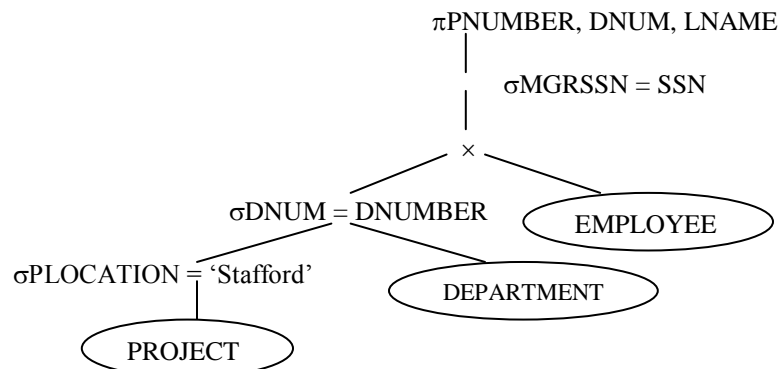 πPNUMBER, DNUM, LNAME
σMGRSSN = SSN
×
σDNUM = DNUMBER
EMPLOYEE
σPLOCATION = ‘Stafford’
DEPARTMENT
PROJECT